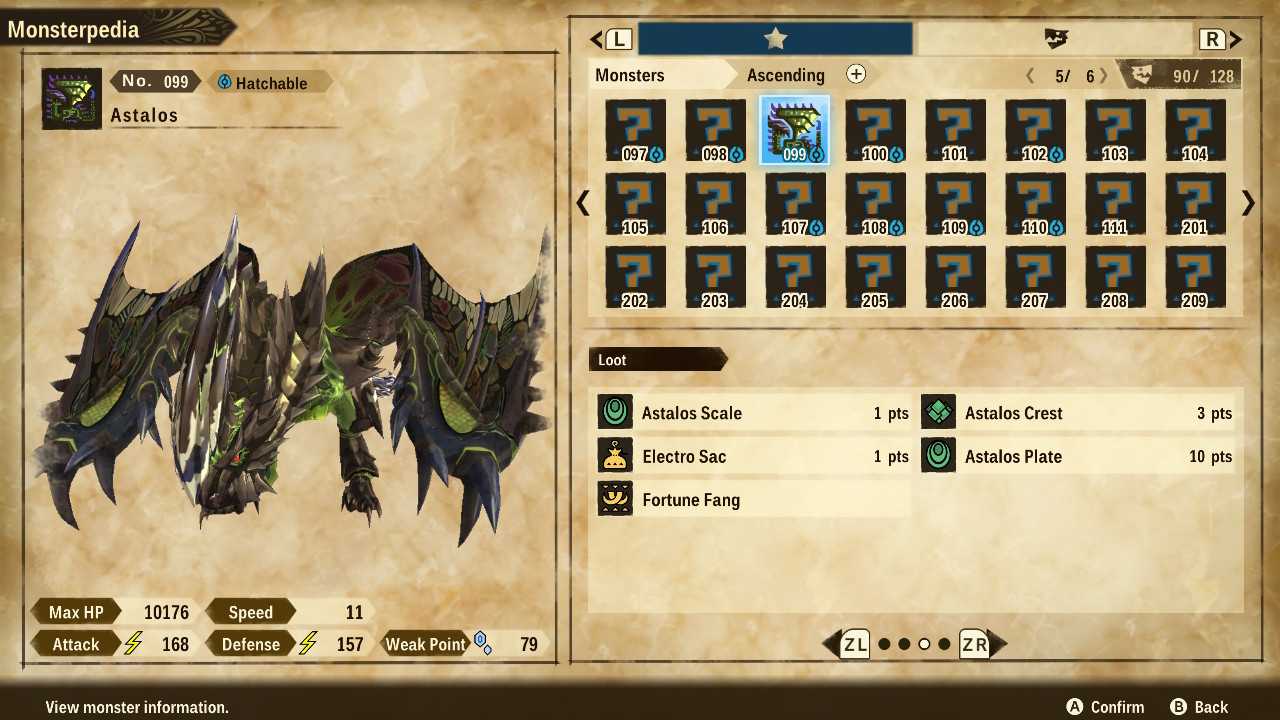 Monsterpedia
No. 099 Hatchable
Astalos
Max HP 10176 Speed 11
Attack 168 Defense 157 Weak Point 79
View monster information.
L R
Monsters Ascending + 5/ 6 90/ 128
097 098 099 100 101 102 103 104
105 106 107 108 109 110 111 201
202 203 204 205 206 207 208 209
Loot
Astalos Scale 1 pts Astalos Crest 3 pts
Electro Sac 1 pts Astalos Plate 10 pts
Fortune Fang
ZL ZR
A Confirm B Back